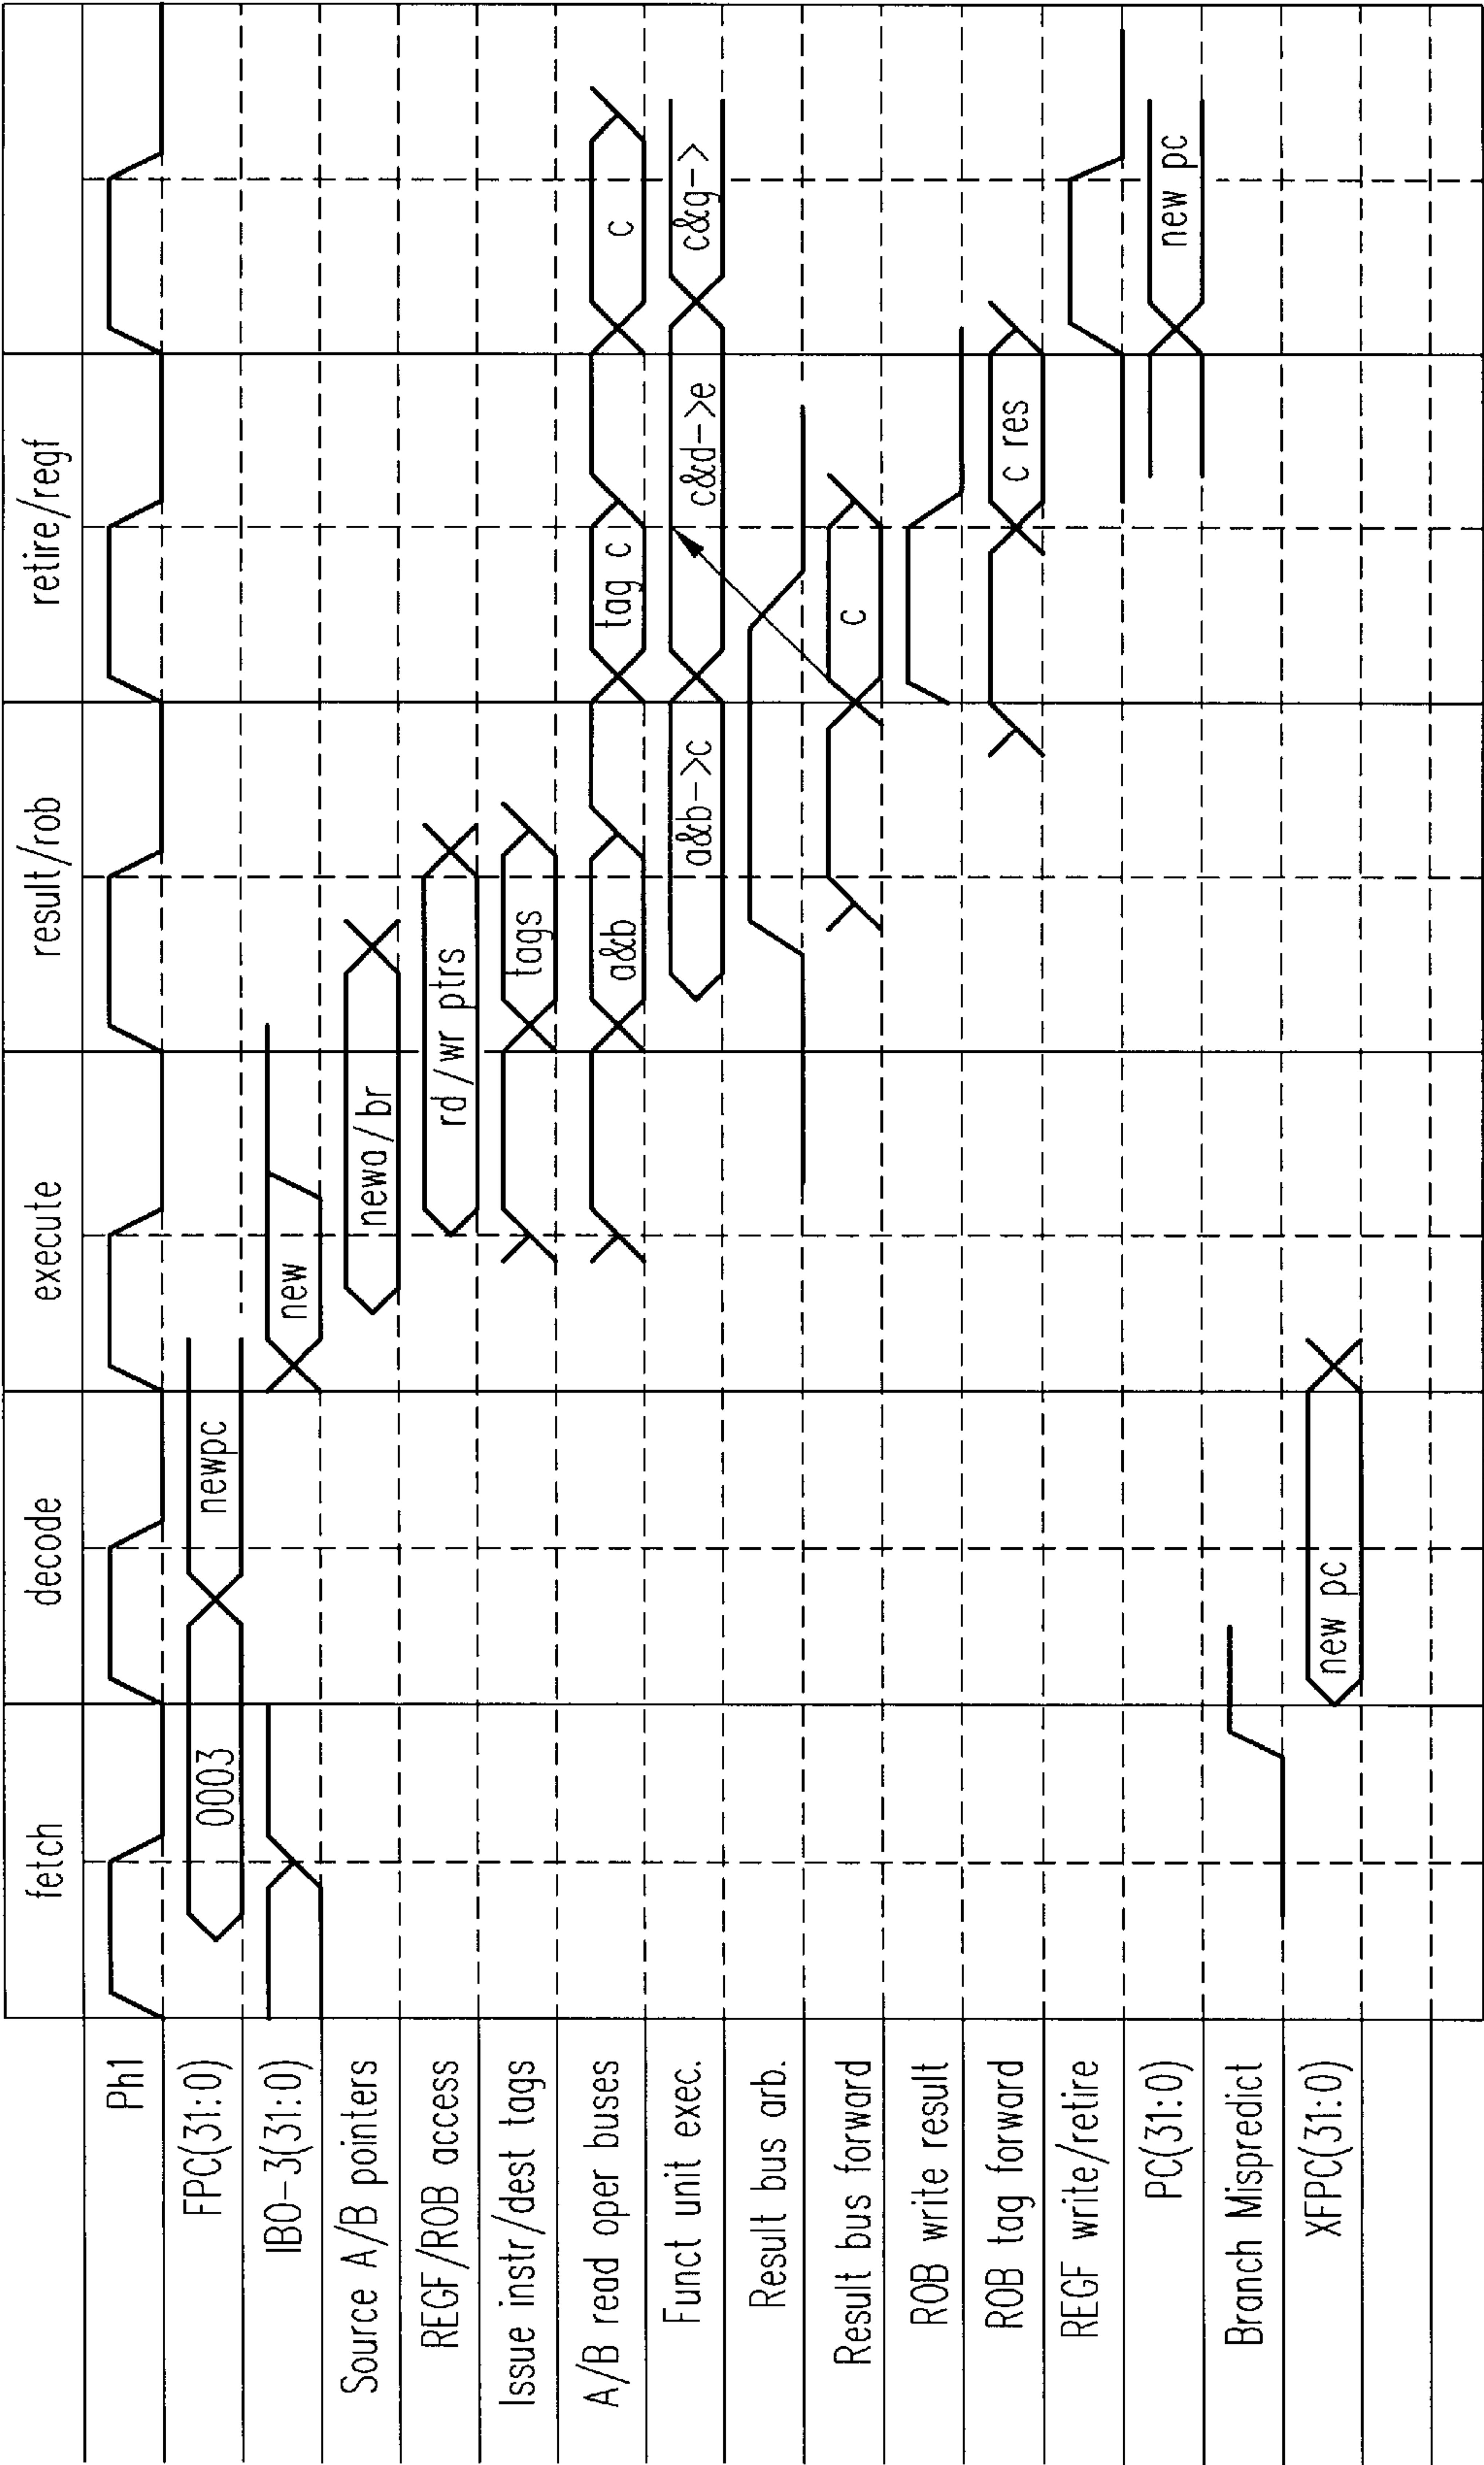 fetch decode execute result/rob retire/regf
Ph1
FPC(31:0) 0003 newpc
IBO-3(31:0) new
Source A/B pointers newa/br
REGF/ROB access rd/wr ptrs
Issue instr/dest tags tags
A/B read oper buses a&b tag c c
Funct unit exec. a&b->c c&d->e c&g->
Result bus arb.
Result bus forward c
ROB write result
ROB tag forward c res
REGF write/retire
PC(31:0) new pc
Branch Mispredict
XFPC(31:0) new pc